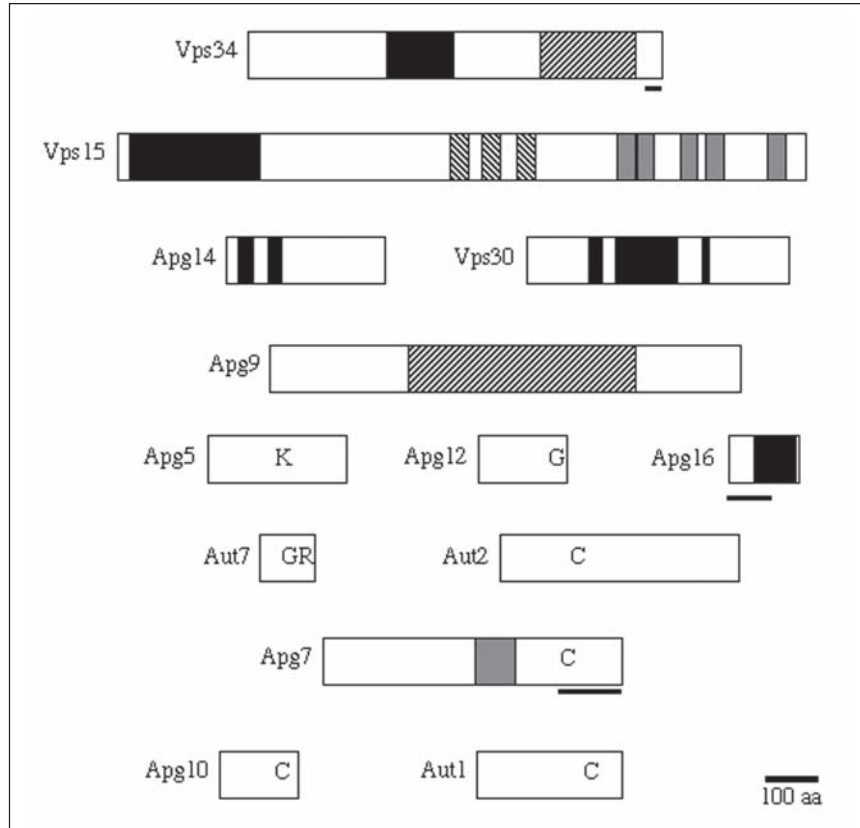 Vps34
Vps15
Apg14
Vps30
Apg9
Apg5
K
Apg12
G
Apg16
Aut7
GR
Aut2
C
Apg7
C
Apg10
C
Aut1
C
100 aa